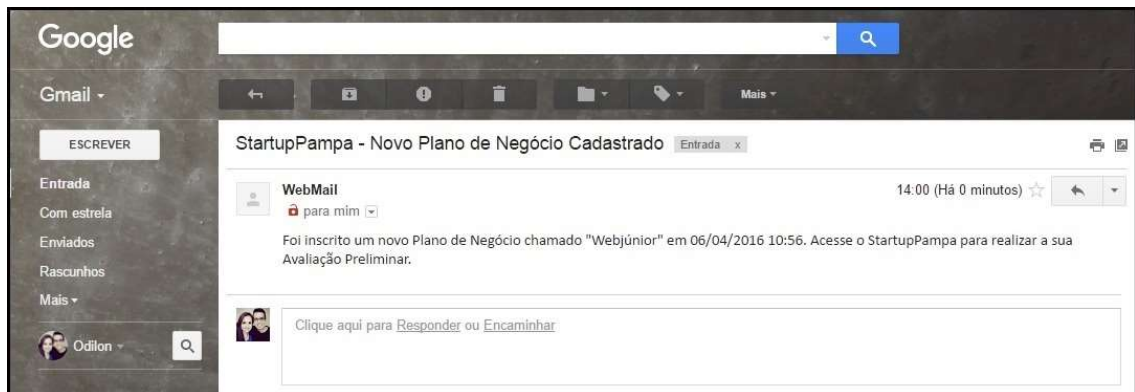 Google
Gmail
Mais
ESCREVER
StartupPampa - Novo Plano de Negócio Cadastrado Entrada x
Entrada
WebMail 14:00 (Há 0 minutos)
para mim
Com estrela
Enviados
Foi inscrito um novo Plano de Negócio chamado "Webjúnior" em 06/04/2016 10:56. Acesse o StartupPampa para realizar a sua
Avaliação Preliminar.
Rascunhos
Mais
Clique aqui para Responder ou Encaminhar
Odilon